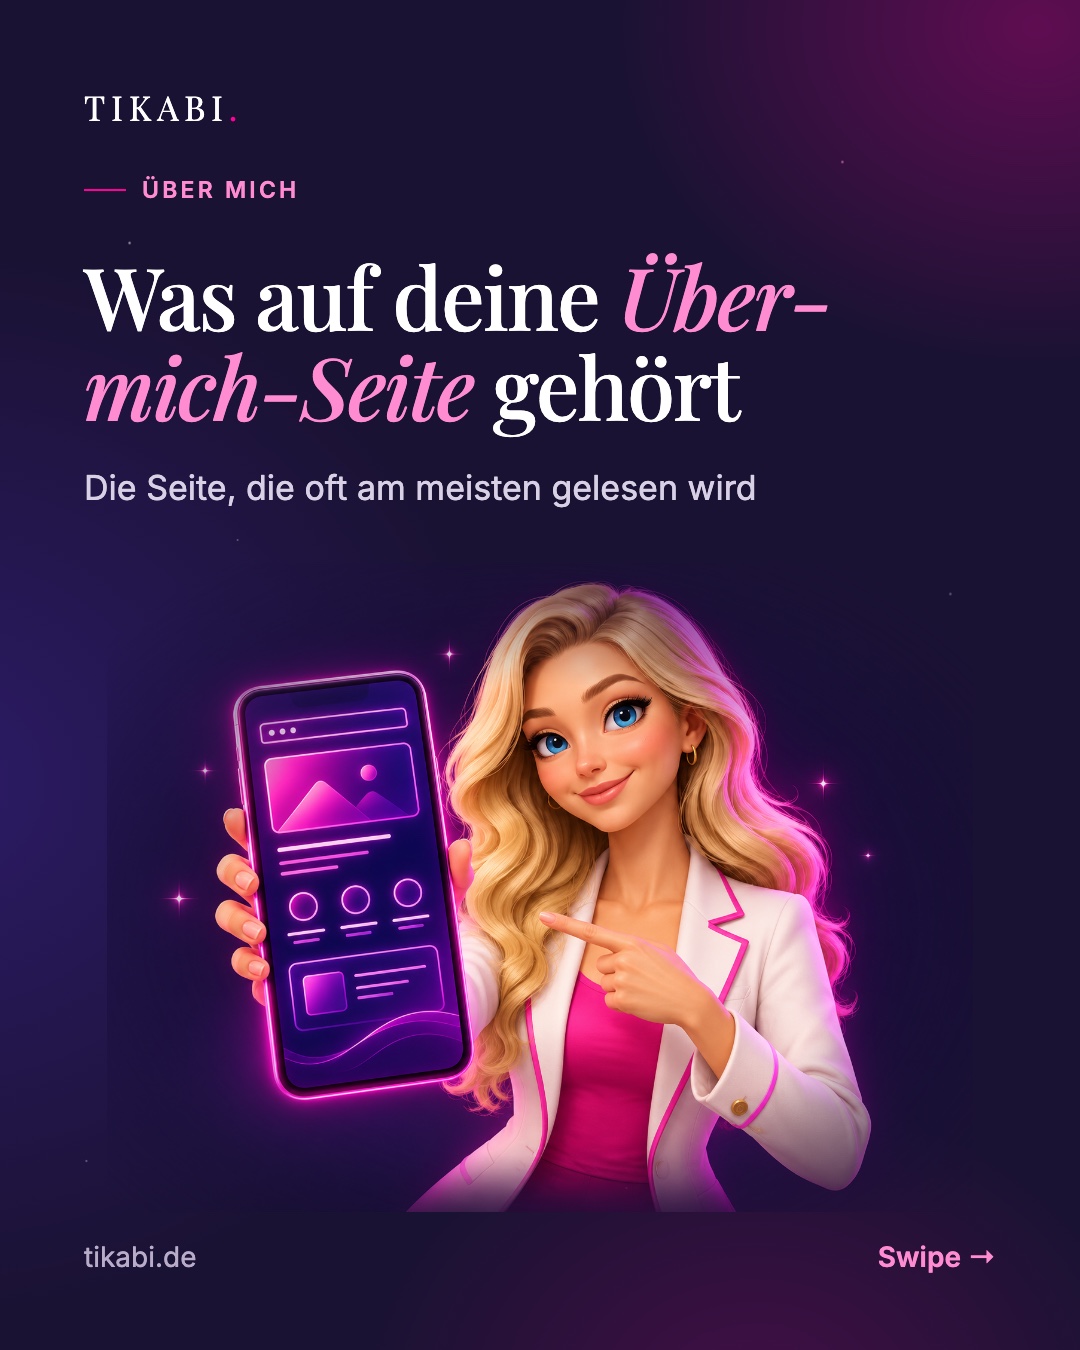 TIKABI.
ÜBER MICH
Was auf deine Über-
mich-Seite gehört
Die Seite, die oft am meisten gelesen wird
tikabi.de
Swipe →